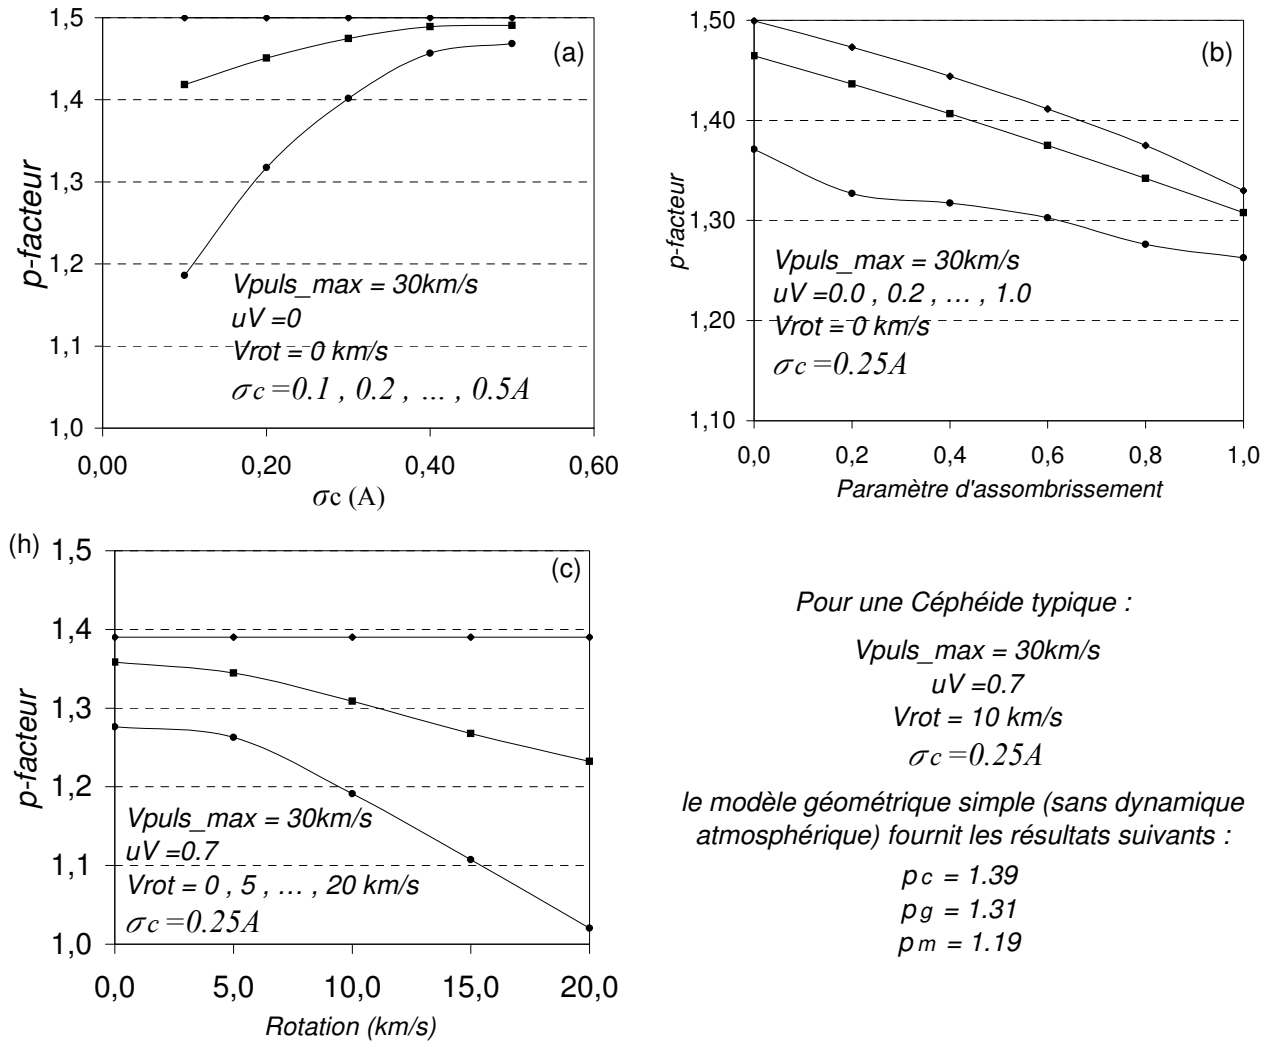 (a)
1,5
1,4
1,3
1,2
1,1
1,0
p-facteur
Vpuls_max = 30km/s
uV =0
Vrot = 0 km/s
σc =0.1 , 0.2 , ... , 0.5A
0,00 0,20 0,40 0,60
σc (A)
(b)
1,50
1,40
1,30
1,20
1,10
p-facteur
Vpuls_max = 30km/s
uV =0.0 , 0.2 , ... , 1.0
Vrot = 0 km/s
σc =0.25A
0,0 0,2 0,4 0,6 0,8 1,0
Paramètre d'assombrissement
(h)
(c)
1,5
1,4
1,3
1,2
1,1
1,0
p-facteur
Vpuls_max = 30km/s
uV =0.7
Vrot = 0 , 5 , ... , 20 km/s
σc =0.25A
0,0 5,0 10,0 15,0 20,0
Rotation (km/s)
Pour une Céphéide typique :
Vpuls_max = 30km/s
uV =0.7
Vrot = 10 km/s
σc =0.25A
le modèle géométrique simple (sans dynamique
atmosphérique) fournit les résultats suivants :
pc = 1.39
pg = 1.31
pm = 1.19